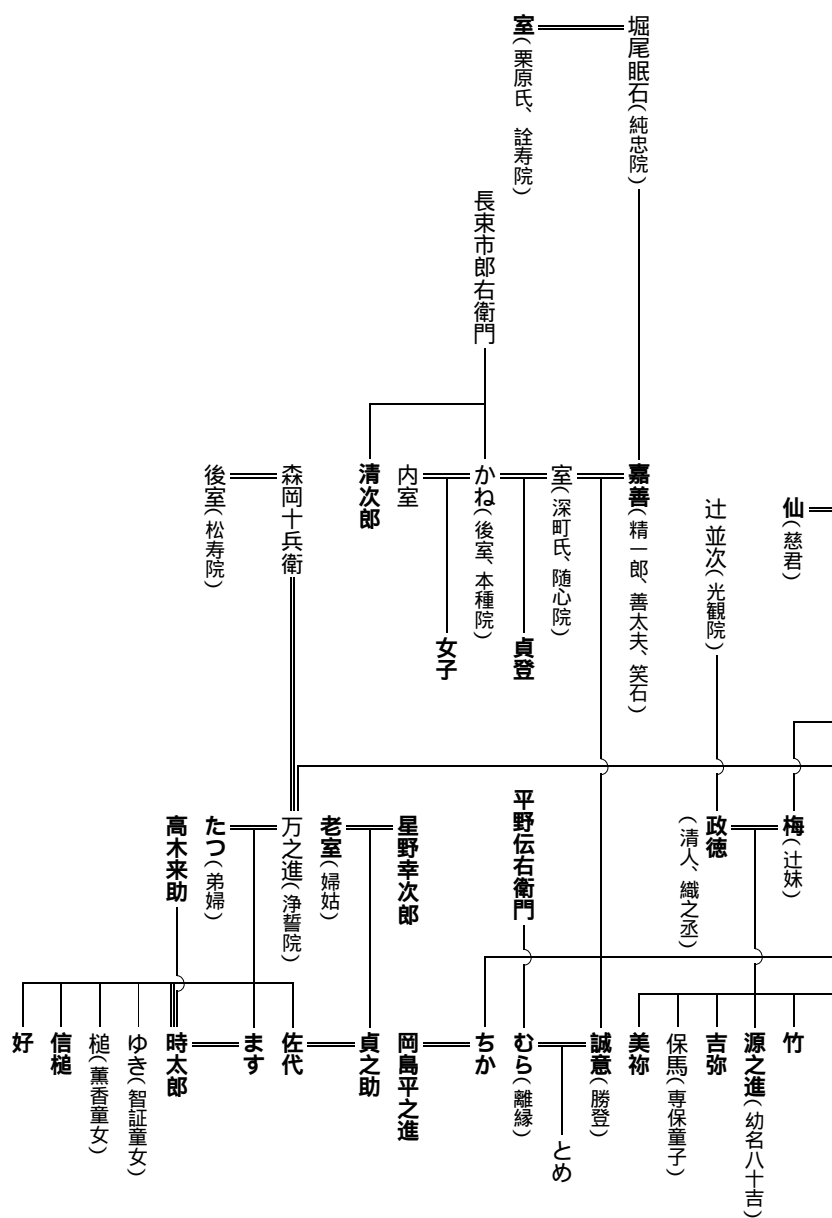 堀尾眠石(純忠院)
室(栗原氏、詮寿院)
長束市郎右衛門
仙(慈君)
辻 並次(光観院)
嘉善(精一郎、善太夫、笑石)
室(深町氏、随心院)
かね(後室、本種院)
内室
清次郎
森岡十兵衛
後室(松寿院)
貞登
女子
梅(辻妹)
政徳
(清人、織之丞)
平野伝右衛門
星野幸次郎
老室(婦姑)
万之進(浄誓院)
たつ(弟婦)
高木来助
竹
源之進(幼名八十吉)
吉弥
保馬(専保童子)
美祢
誠意(勝登)
とめ
むら(離縁)
ちか
岡島平之進
貞之助
佐代
ます
時太郎
ゆき(智証童女)
槌(薫香童女)
信槌
好